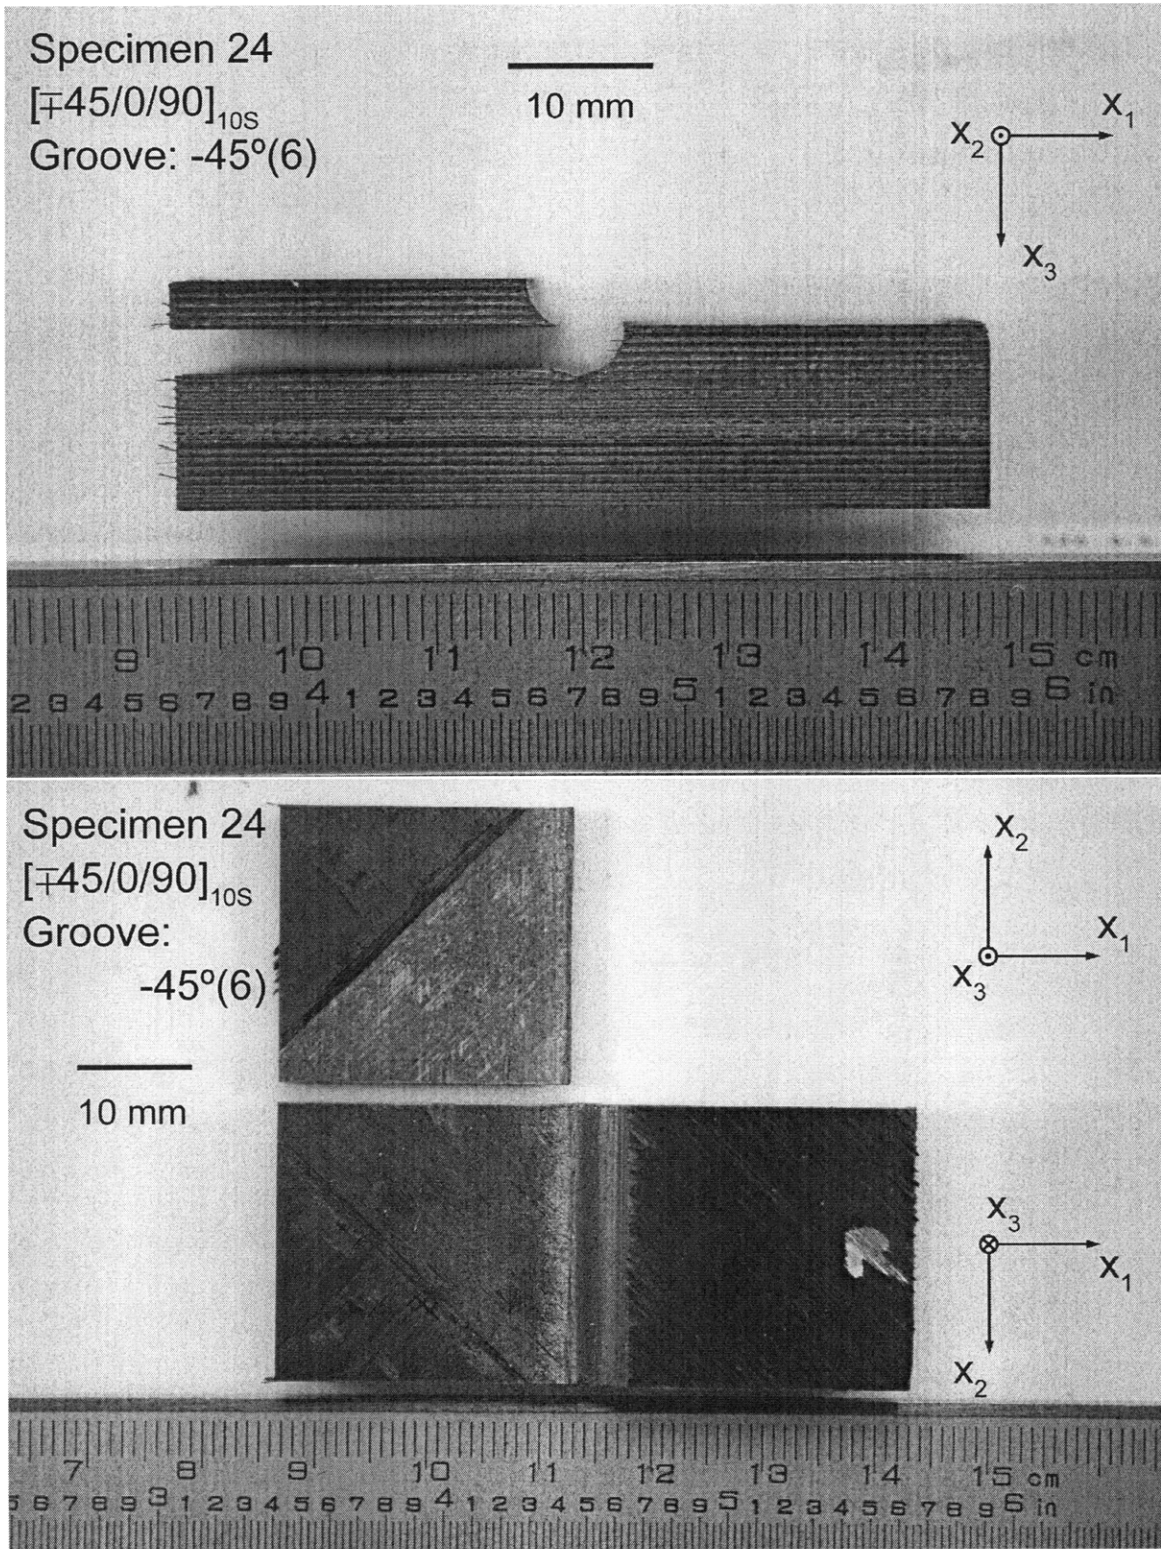 Specimen 24
[∓45/0/90]10S
Groove: -45º(6)
10 mm
X1
X2
X3
9 10 11 12 13 14 15 cm
2 3 4 5 6 7 8 9 4 1 2 3 4 5 6 7 8 9 5 1 2 3 4 5 6 7 8 9 6 in
Specimen 24
[∓45/0/90]10S
Groove:
-45º(6)
10 mm
X2
X1
X3
X3
X1
X2
7 8 9 10 11 12 13 14 15 cm
5 6 7 8 9 3 1 2 3 4 5 6 7 8 9 4 1 2 3 4 5 6 7 8 9 5 1 2 3 4 5 6 7 8 9 6 in